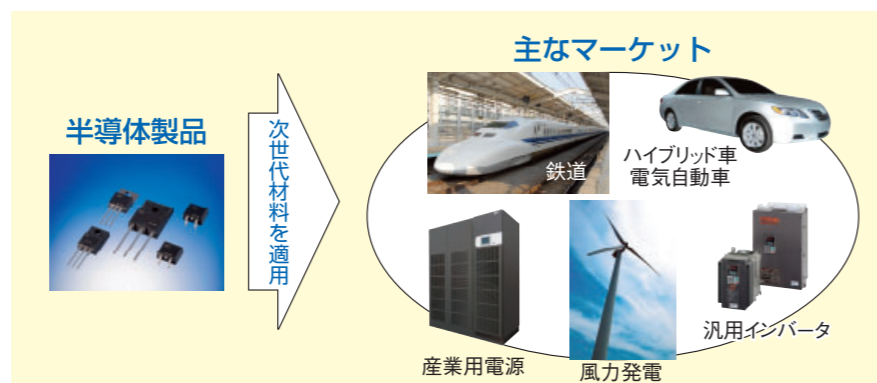 主なマーケット
半導体製品
次世代材料を適用
鉄道
ハイブリッド車
電気自動車
産業用電源
風力発電
汎用インバータ